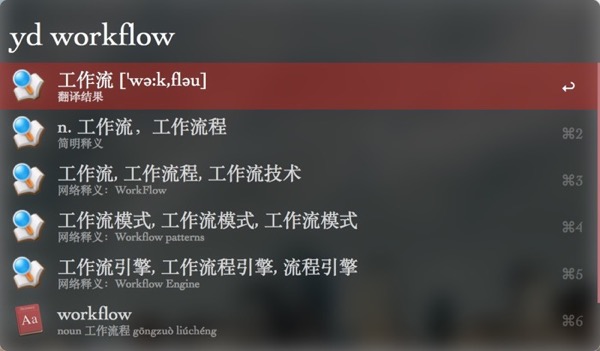 yd workflow
工作流 ['wə:k,fləu]
翻译结果
n. 工作流，工作流程
简明释义
⌘2
工作流, 工作流程, 工作流技术
网络释义：WorkFlow
⌘3
工作流模式, 工作流模式, 工作流模式
网络释义：Workflow patterns
⌘4
工作流引擎, 工作流程引擎, 流程引擎
网络释义：Workflow Engine
⌘5
Aa
workflow
noun 工作流程 gōngzuò liúchéng
⌘6